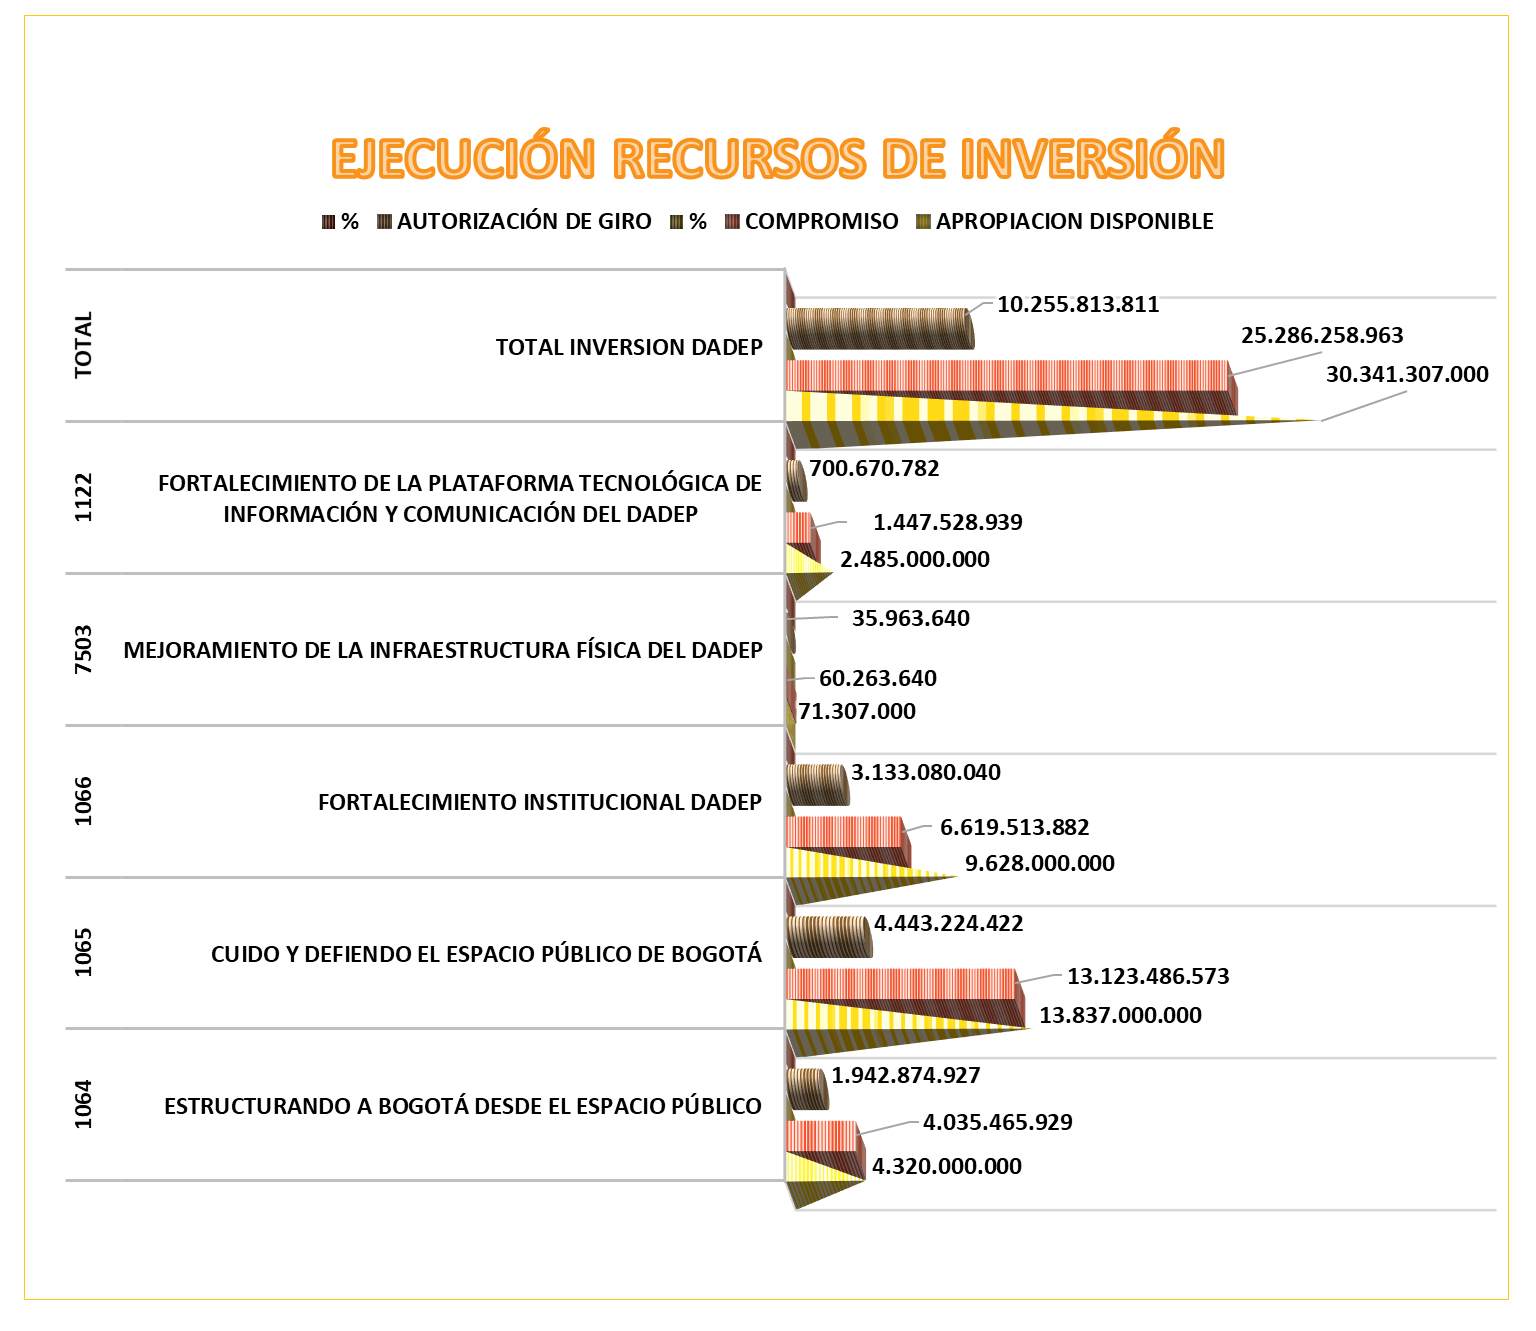 EJECUCIÓN RECURSOS DE INVERSIÓN
% AUTORIZACIÓN DE GIRO % COMPROMISO APROPIACION DISPONIBLE
TOTAL
TOTAL INVERSION DADEP
10.255.813.811
25.286.258.963
30.341.307.000
1122
FORTALECIMIENTO DE LA PLATAFORMA TECNOLÓGICA DE
INFORMACIÓN Y COMUNICACIÓN DEL DADEP
700.670.782
1.447.528.939
2.485.000.000
7503
MEJORAMIENTO DE LA INFRAESTRUCTURA FÍSICA DEL DADEP
35.963.640
60.263.640
71.307.000
1066
FORTALECIMIENTO INSTITUCIONAL DADEP
3.133.080.040
6.619.513.882
9.628.000.000
1065
CUIDO Y DEFIENDO EL ESPACIO PÚBLICO DE BOGOTÁ
4.443.224.422
13.123.486.573
13.837.000.000
1064
ESTRUCTURANDO A BOGOTÁ DESDE EL ESPACIO PÚBLICO
1.942.874.927
4.035.465.929
4.320.000.000